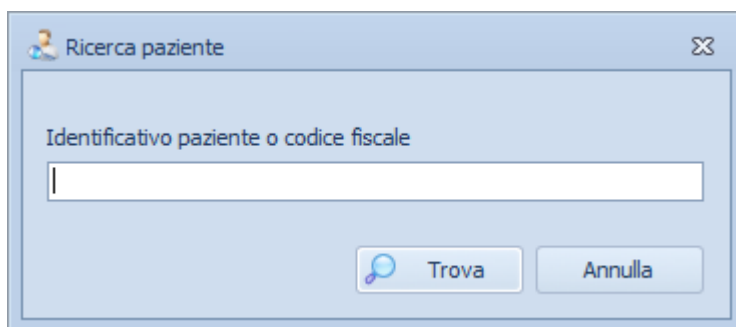 Ricerca paziente
Identificativo paziente o codice fiscale
Trova
Annulla